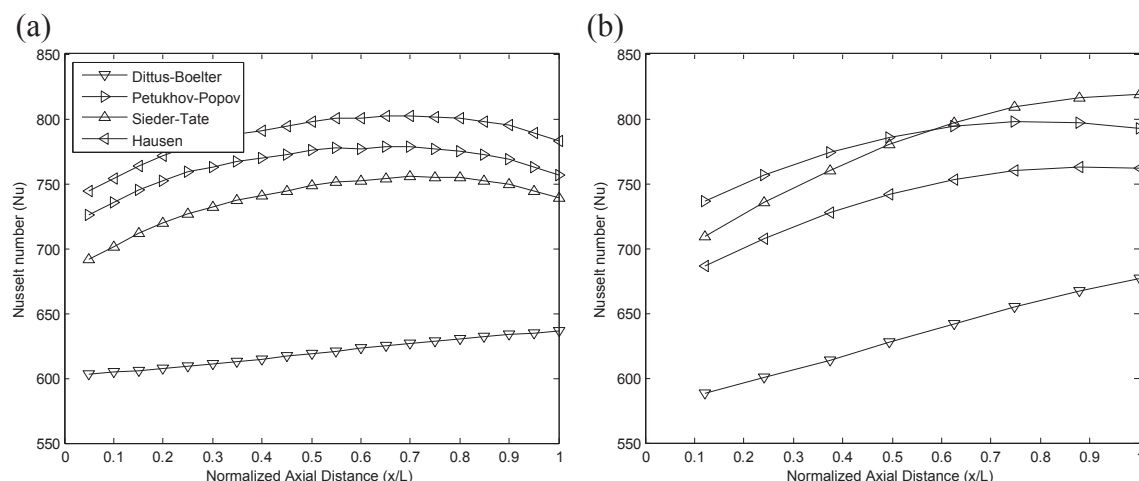 (a)
850
800
750
700
650
600
550
Nusselt number (Nu)
Dittus-Boelter
Petukhov-Popov
Sieder-Tate
Hausen
0 0.1 0.2 0.3 0.4 0.5 0.6 0.7 0.8 0.9 1
Normalized Axial Distance (x/L)
(b)
850
800
750
700
650
600
550
Nusselt number (Nu)
0 0.1 0.2 0.3 0.4 0.5 0.6 0.7 0.8 0.9 1
Normalized Axial Distance (x/L)